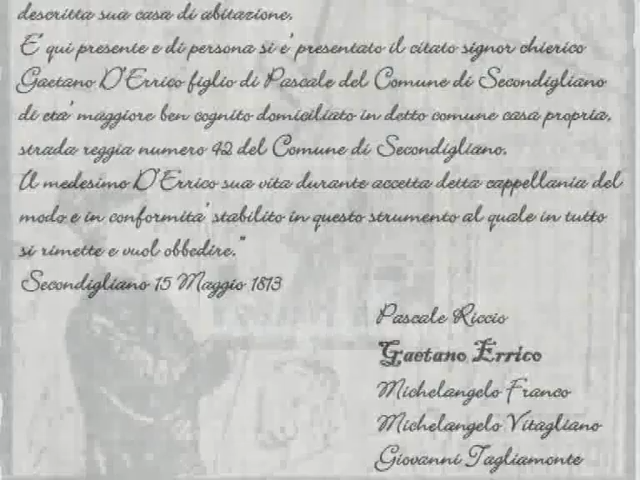 descritta sua casa di abitazione.
E' qui presente e di persona si e' presentato il citato signor chierico
Gaetano D'Errico figlio di Pascale del Comune di Secondigliano
di eta' maggiore ben cognito domiciliato in detto comune casa propria,
strada reggia numero 42 del Comune di Secondigliano.
Il medesimo D'Errico sua vita durante accetta detta cappellania del
modo e in conformita' stabilito in questo strumento al quale in tutto
si rimette e vuol obbedire."
Secondigliano 15 Maggio 1813
Pascale Riccio
Gaetano Errico
Michelangelo Franco
Michelangelo Vitagliano
Giovanni Tagliamonte